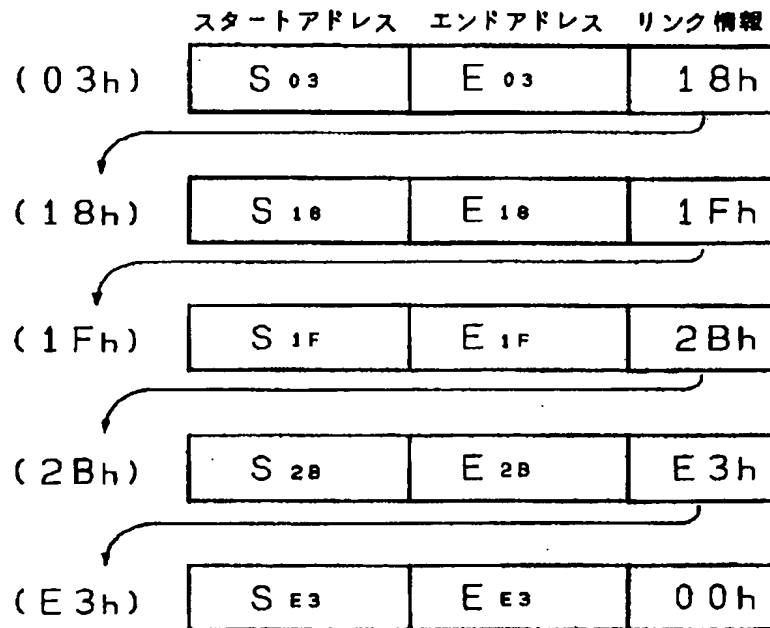 スタートアドレス エンドアドレス リンク情報
(03h) S03 E03 18h
(18h) S18 E18 1Fh
(1Fh) S1F E1F 2Bh
(2Bh) S2B E2B E3h
(E3h) SE3 EE3 00h